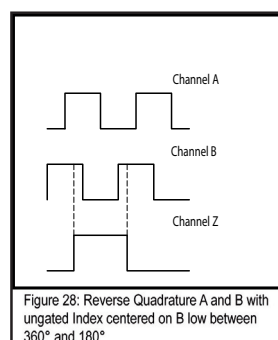 Channel A
Channel B
Channel Z
Figure 28: Reverse Quadrature A and B with
ungated Index centered on B low between
360° and 180°